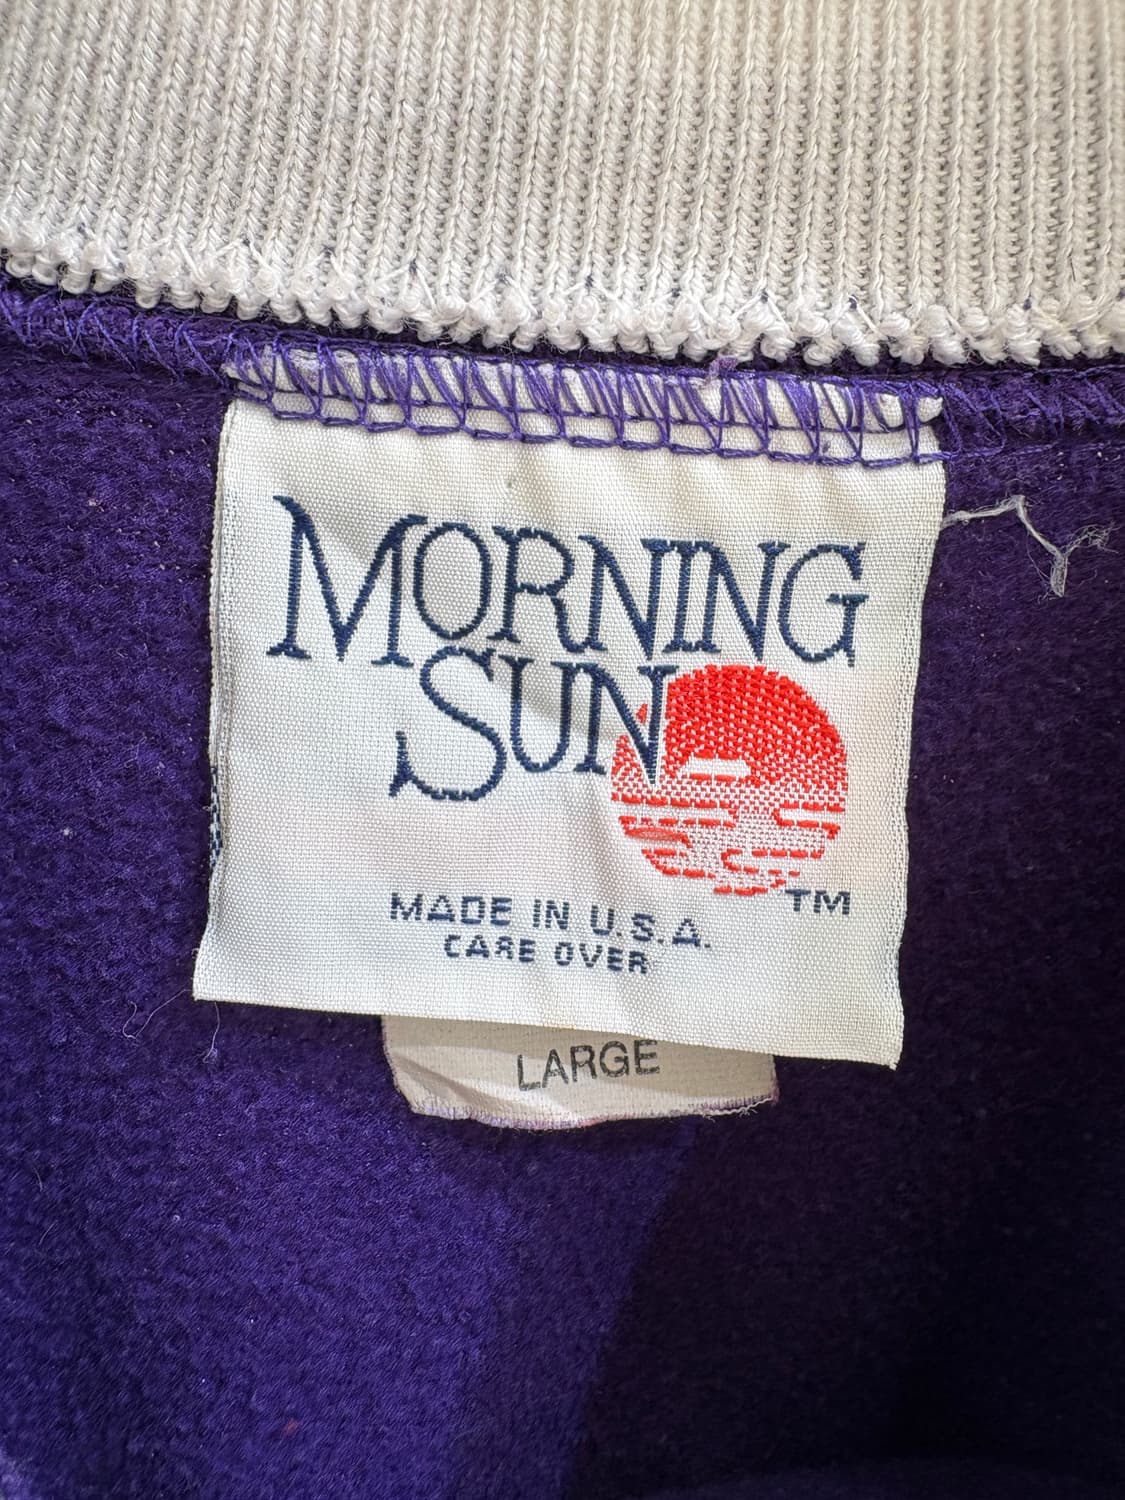 MORNING
SUN
TM
MADE IN U.S.A.
CARE OVER
LARGE